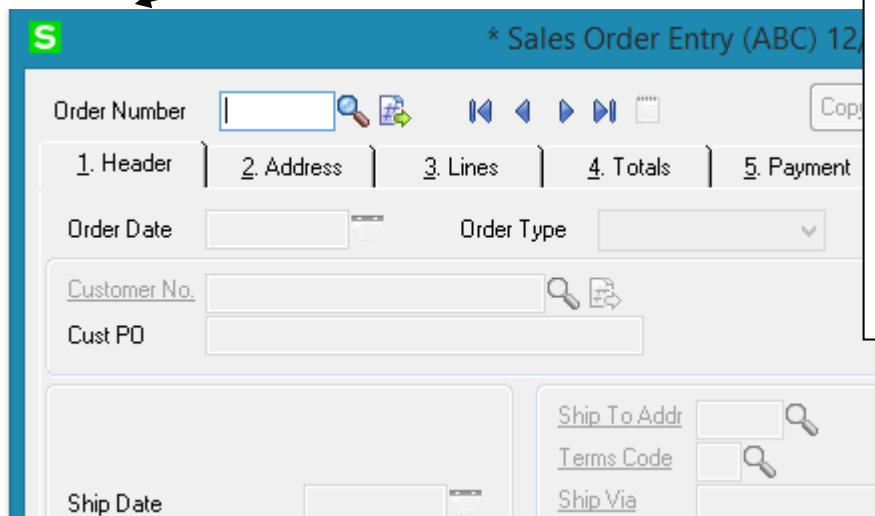 S * Sales Order Entry (ABC) 12/
Order Number
1. Header 2. Address 3. Lines 4. Totals 5. Payment
Order Date Order Type
Customer No.
Cust PO
Ship To Addr
Terms Code
Ship Date Ship Via